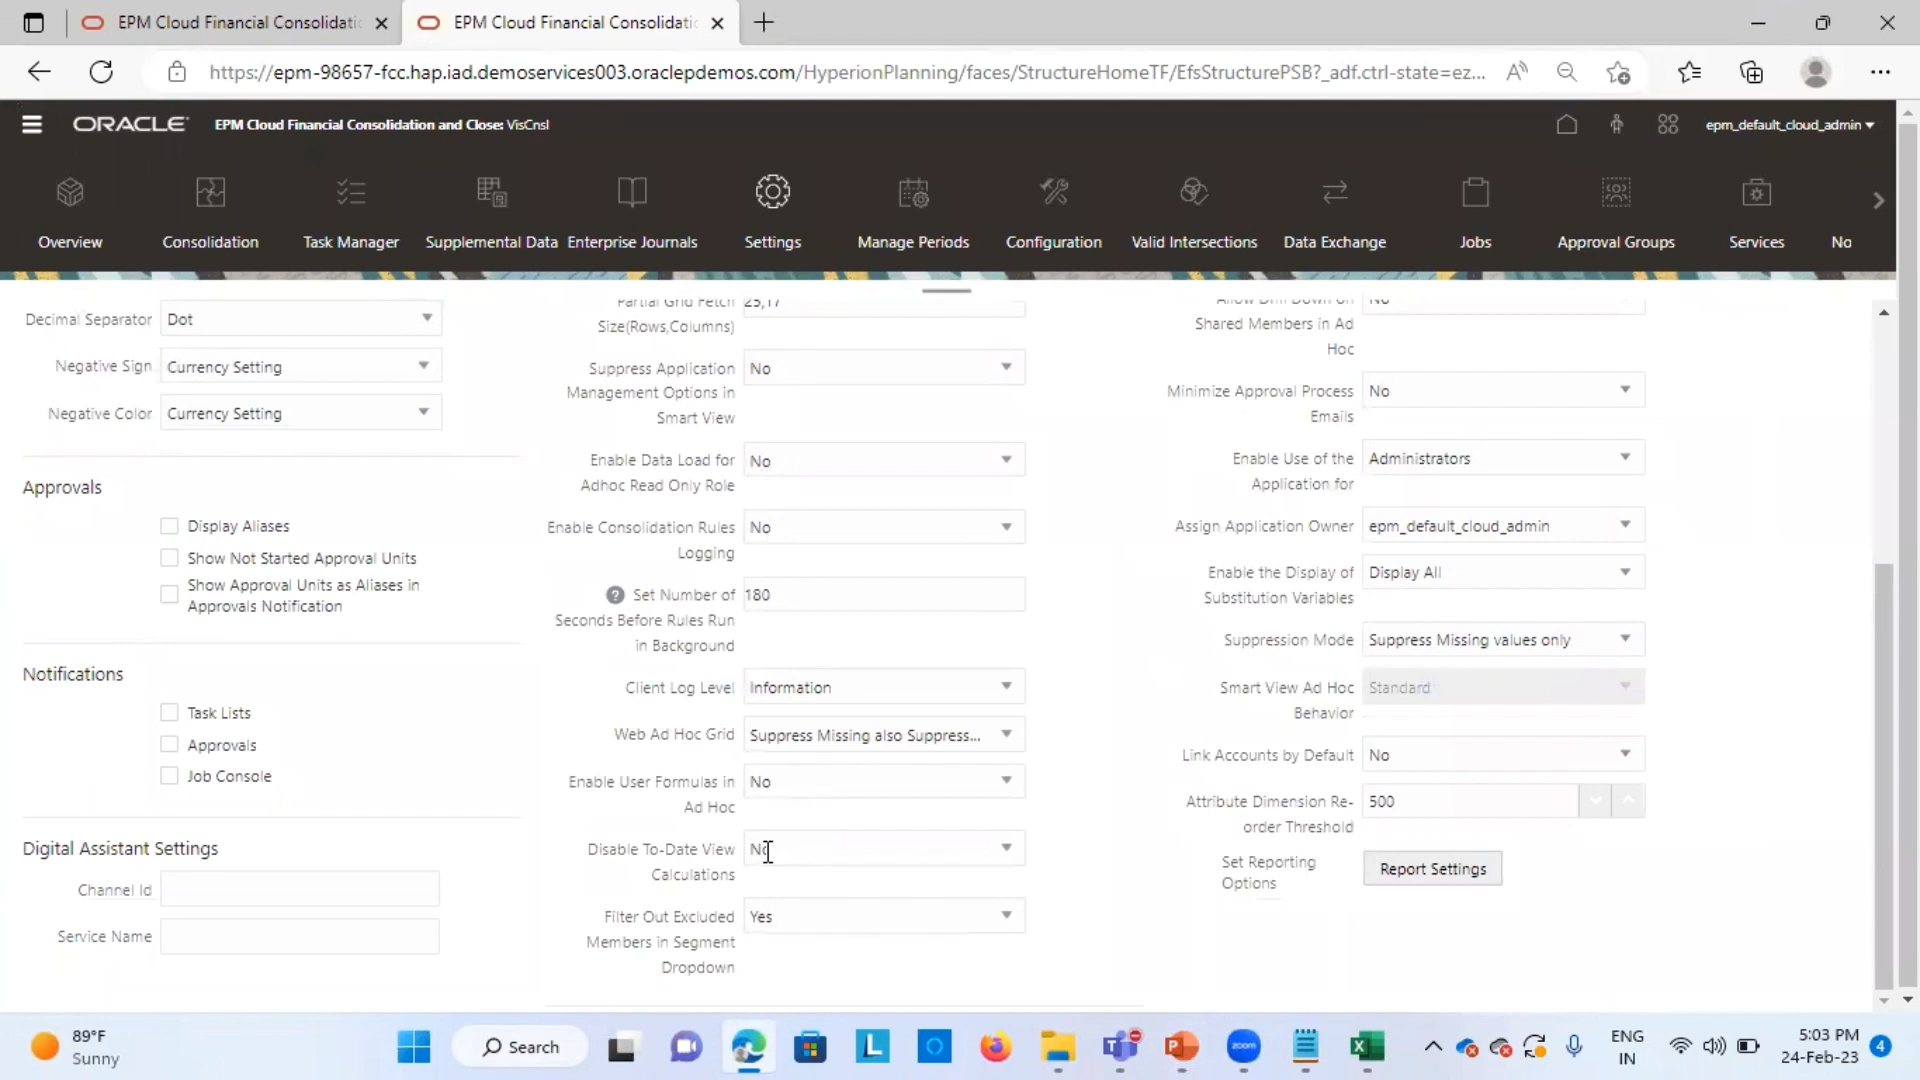 EPM Cloud Financial Consolidati
EPM Cloud Financial Consolidati
https://epm-98657-fcc.hap.iad.demoservices003.oraclepdemos.com/HyperionPlanning/faces/StructureHomeTF/EfsStructurePSB?_adf.ctrl-state=ez...
ORACLE
EPM Cloud Financial Consolidation and Close: VisCnsl
epm_default_cloud_admin
Overview
Consolidation
Task Manager
Supplemental Data
Enterprise Journals
Settings
Manage Periods
Configuration
Valid Intersections
Data Exchange
Jobs
Approval Groups
Services
No
Decimal Separator
Dot
Negative Sign
Currency Setting
Negative Color
Currency Setting
Approvals
Display Aliases
Show Not Started Approval Units
Show Approval Units as Aliases in
Approvals Notification
Notifications
Task Lists
Approvals
Job Console
Digital Assistant Settings
Channel Id
Service Name
Partial Grid Fetch
Size(Rows,Columns)
25,17
Suppress Application
Management Options in
Smart View
No
Enable Data Load for
Adhoc Read Only Role
No
Enable Consolidation Rules
Logging
No
Set Number of
Seconds Before Rules Run
in Background
180
Client Log Level
Information
Web Ad Hoc Grid
Suppress Missing also Suppress...
Enable User Formulas in
Ad Hoc
No
Disable To-Date View
Calculations
No
Filter Out Excluded
Members in Segment
Dropdown
Yes
Allow Drill Down on
Shared Members in Ad
Hoc
No
Minimize Approval Process
Emails
No
Enable Use of the
Application for
Administrators
Assign Application Owner
epm_default_cloud_admin
Enable the Display of
Substitution Variables
Display All
Suppression Mode
Suppress Missing values only
Smart View Ad Hoc
Behavior
Standard
Link Accounts by Default
No
Attribute Dimension Re-
order Threshold
500
Set Reporting
Options
Report Settings
89°F
Sunny
Search
L
zoom
ENG
IN
5:03 PM
24-Feb-23
4